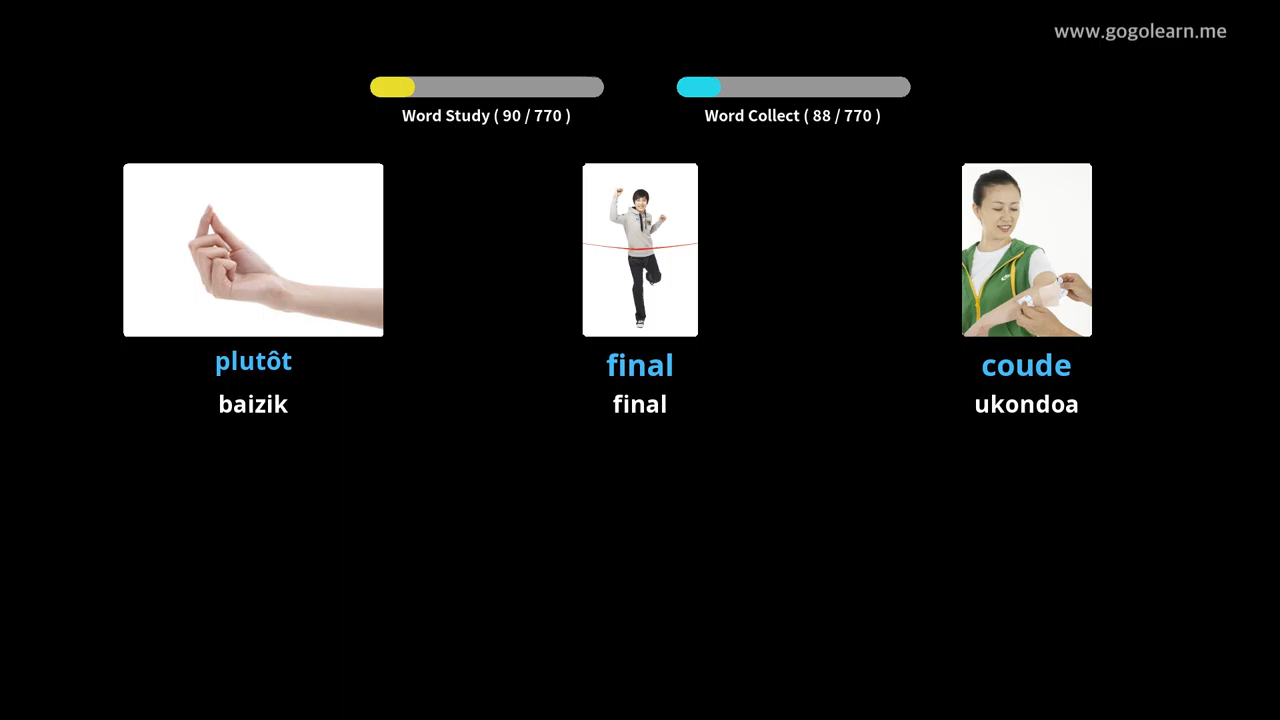 www.gogolearn.me
Word Study ( 90 / 770 )
Word Collect ( 88 / 770 )
plutôt
baizik
final
final
coude
ukondoa